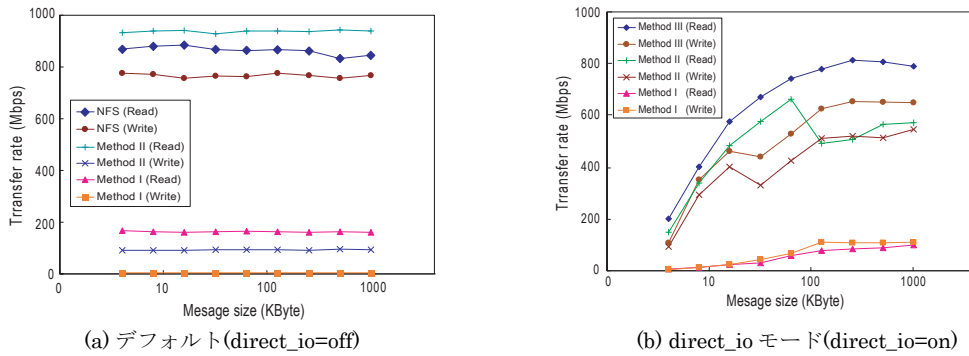 1000
800
600
400
200
0
Trransfer rate (Mbps)
NFS (Read)
NFS (Write)
Method II (Read)
Method II (Write)
Method I (Read)
Method I (Write)
0
10
100
1000
Mesage size (KByte)
(a) デフォルト(direct_io=off)
1000
800
600
400
200
0
Trransfer rate (Mbps)
Method III (Read)
Method III (Write)
Method II (Read)
Method II (Write)
Method I (Read)
Method I (Write)
0
10
100
1000
Mesage size (KByte)
(b) direct_io モード(direct_io=on)